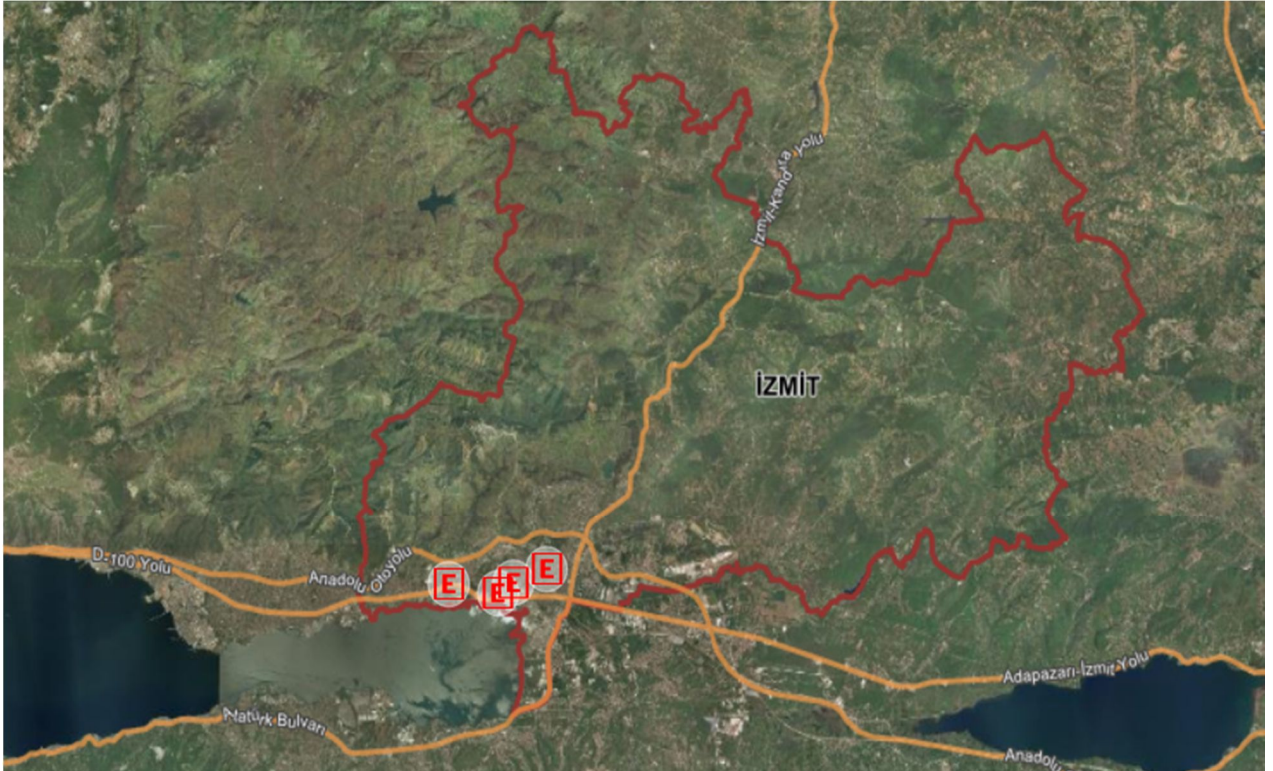 İzmit-Kandıra Yolu
İZMİT
D-100 Yolu
Anadolu Otoyolu
E
E
E
E
Adapazarı-İzmit Yolu
Atatürk Bulvarı
Anadolu